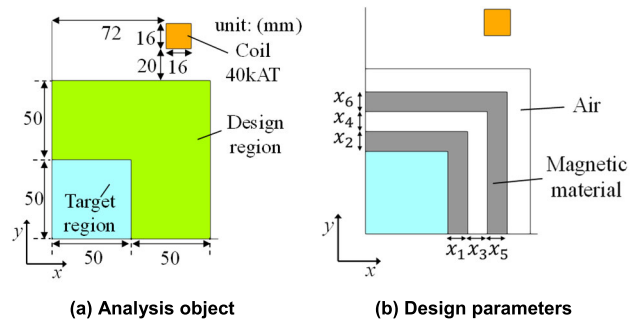 72
16
20
16
unit: (mm)
Coil
40kAT
50
50
Design
region
Target
region
y
x
50
50
(a) Analysis object
x₆
x₄
x₂
Air
Magnetic
material
y
x
x₁
x₃
x₅
(b) Design parameters